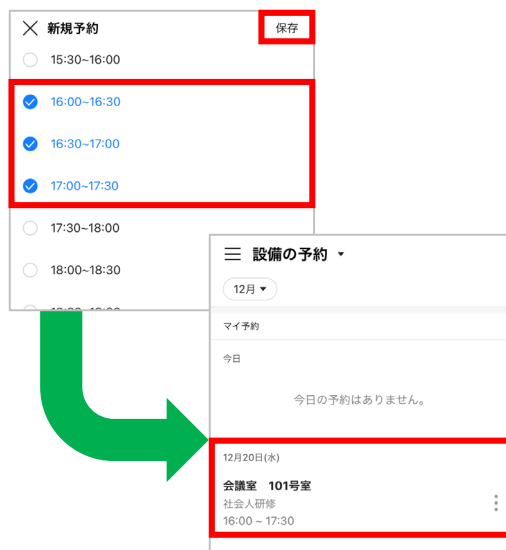 新規予約
保存
15:30~16:00
16:00~16:30
16:30~17:00
17:00~17:30
17:30~18:00
18:00~18:30
設備の予約
12月
マイ予約
今日
今日の予約はありません。
12月20日(水)
会議室 101号室
社会人研修
16:00 ~ 17:30